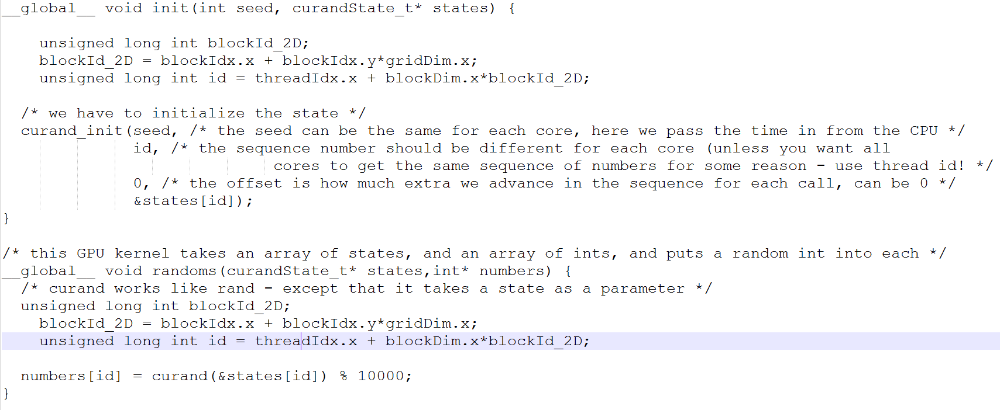 __global__ void init(int seed, curandState_t* states) {
unsigned long int blockId_2D;
blockId_2D = blockIdx.x + blockIdx.y*gridDim.x;
unsigned long int id = threadIdx.x + blockDim.x*blockId_2D;
/* we have to initialize the state */
curand_init(seed, /* the seed can be the same for each core, here we pass the time in from the CPU */
id, /* the sequence number should be different for each core (unless you want all
cores to get the same sequence of numbers for some reason - use thread id! */
0, /* the offset is how much extra we advance in the sequence for each call, can be 0 */
&states[id]);
}
/* this GPU kernel takes an array of states, and an array of ints, and puts a random int into each */
__global__ void randoms(curandState_t* states,int* numbers) {
/* curand works like rand - except that it takes a state as a parameter */
unsigned long int blockId_2D;
blockId_2D = blockIdx.x + blockIdx.y*gridDim.x;
unsigned long int id = threadIdx.x + blockDim.x*blockId_2D;
numbers[id] = curand(&states[id]) % 10000;
}